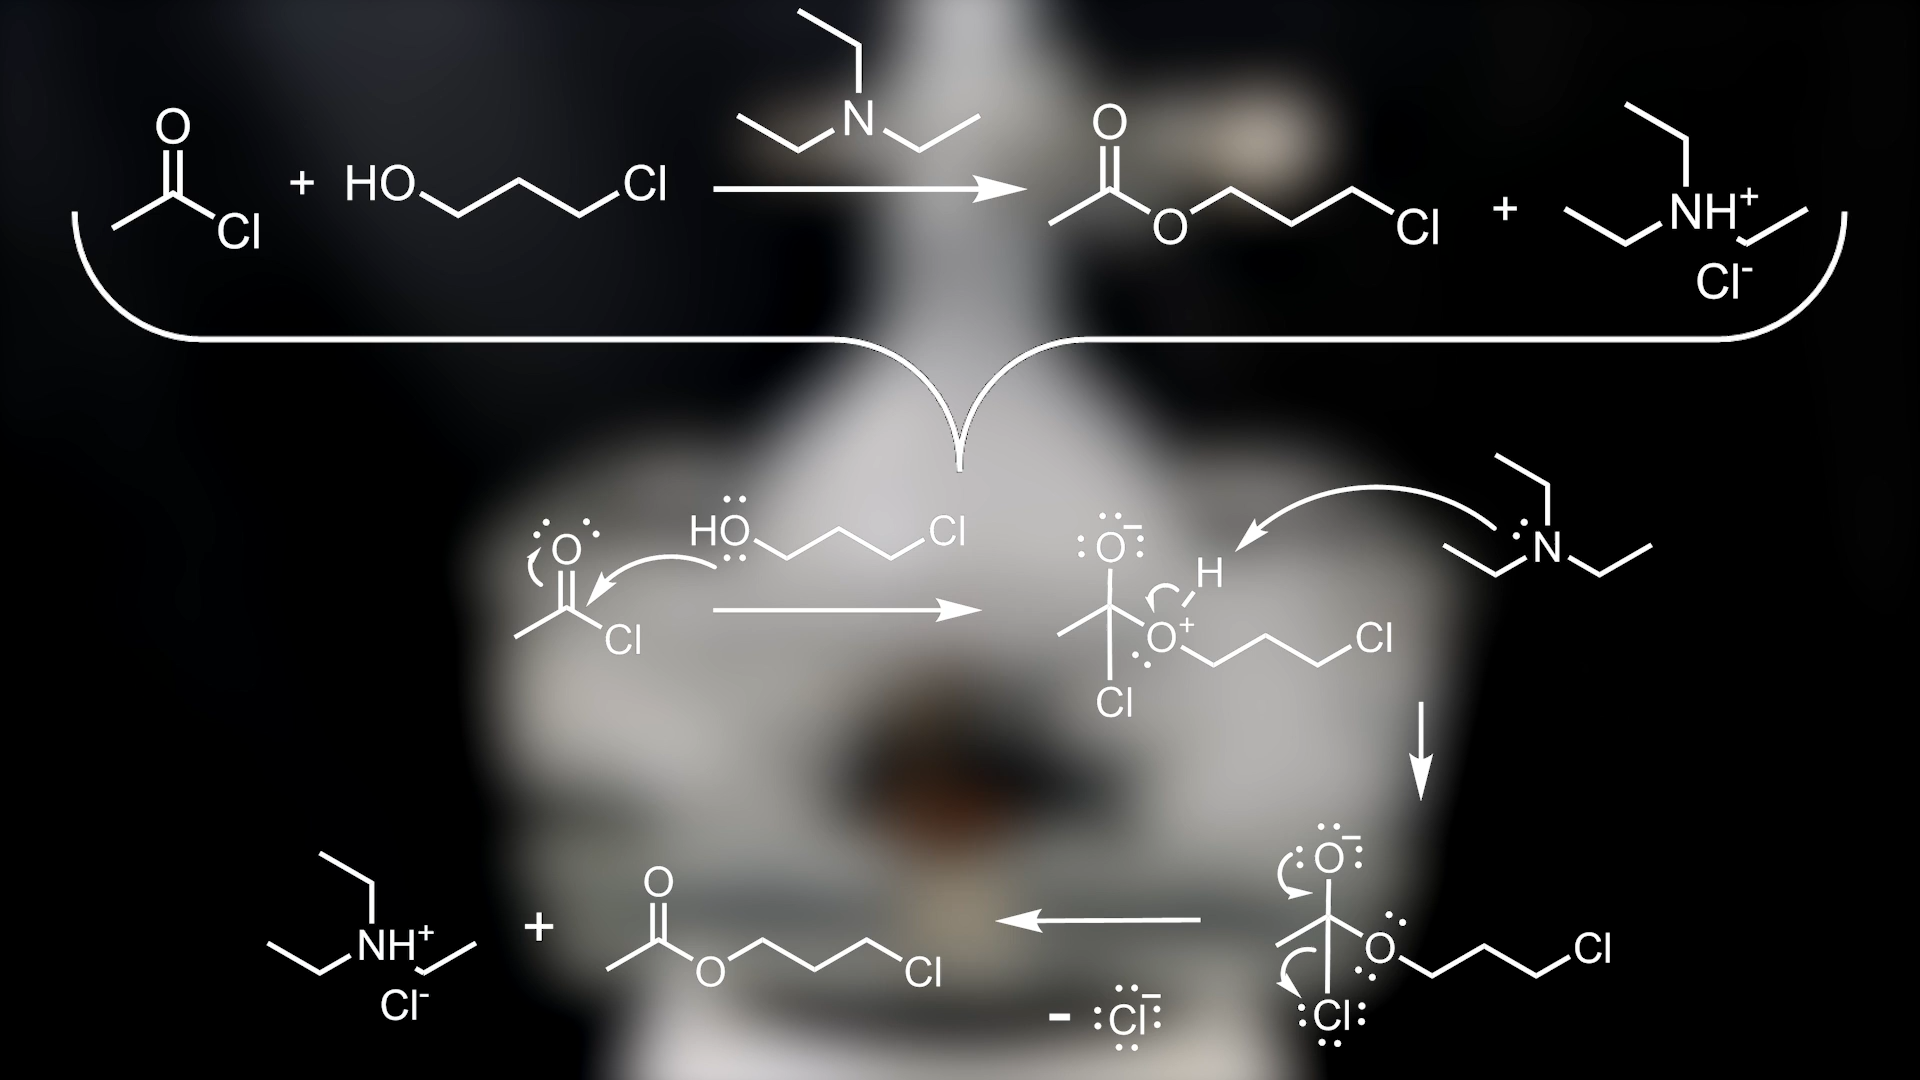 O
Cl
+
HO
Cl
N
O
O
Cl
+
NH+
Cl-
O
Cl
HO
Cl
O−
H
O+
Cl
Cl
N
O−
O
Cl
Cl
NH+
Cl-
+
O
O
Cl
- Cl−